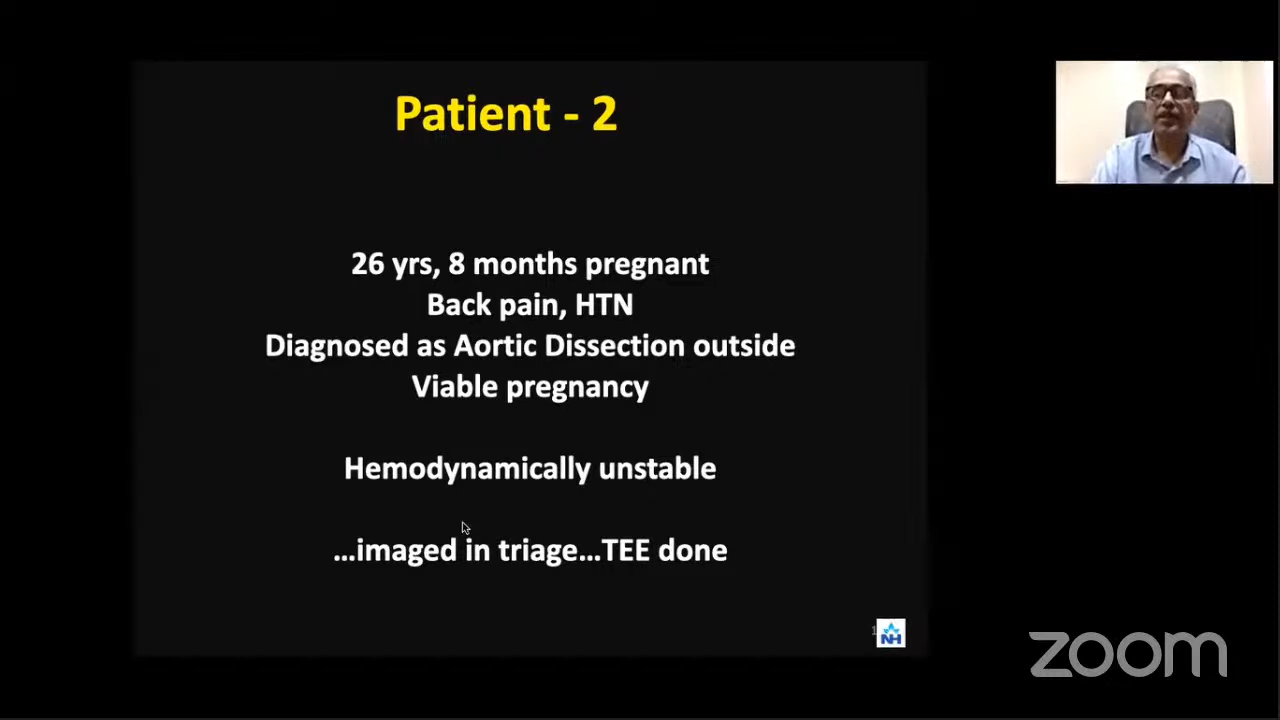 Patient - 2
26 yrs, 8 months pregnant
Back pain, HTN
Diagnosed as Aortic Dissection outside
Viable pregnancy
Hemodynamically unstable
...imaged in triage...TEE done
NH
zoom